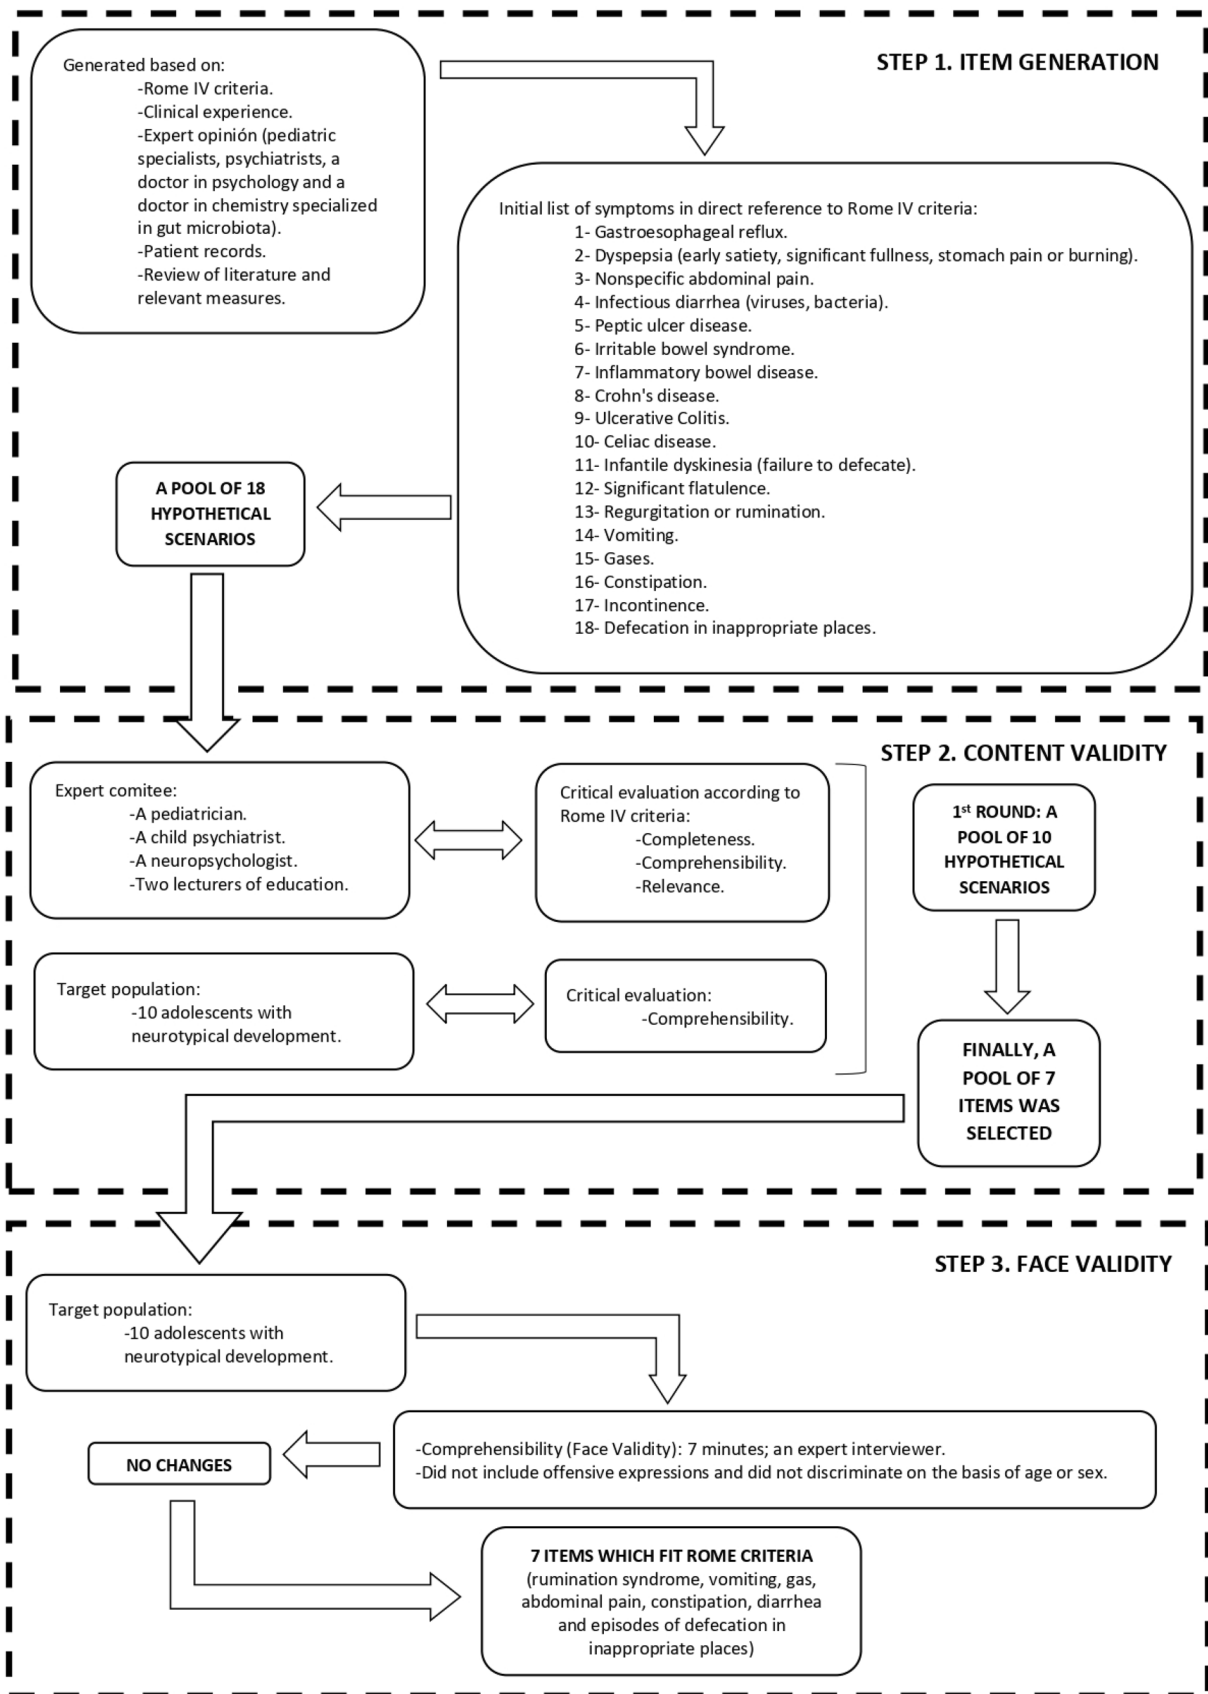 STEP 1. ITEM GENERATION
Generated based on:
-Rome IV criteria.
-Clinical experience.
-Expert opinión (pediatric
specialists, psychiatrists, a
doctor in psychology and a
doctor in chemistry specialized
in gut microbiota).
-Patient records.
-Review of literature and
relevant measures.
Initial list of symptoms in direct reference to Rome IV criteria:
1- Gastroesophageal reflux.
2- Dyspepsia (early satiety, significant fullness, stomach pain or burning).
3- Nonspecific abdominal pain.
4- Infectious diarrhea (viruses, bacteria).
5- Peptic ulcer disease.
6- Irritable bowel syndrome.
7- Inflammatory bowel disease.
8- Crohn's disease.
9- Ulcerative Colitis.
10- Celiac disease.
11- Infantile dyskinesia (failure to defecate).
12- Significant flatulence.
13- Regurgitation or rumination.
14- Vomiting.
15- Gases.
16- Constipation.
17- Incontinence.
18- Defecation in inappropriate places.
A POOL OF 18
HYPOTHETICAL
SCENARIOS
STEP 2. CONTENT VALIDITY
Expert comitee:
-A pediatrician.
-A child psychiatrist.
-A neuropsychologist.
-Two lecturers of education.
Critical evaluation according to
Rome IV criteria:
-Completeness.
-Comprehensibility.
-Relevance.
1st ROUND: A
POOL OF 10
HYPOTHETICAL
SCENARIOS
Target population:
-10 adolescents with
neurotypical development.
Critical evaluation:
-Comprehensibility.
FINALLY, A
POOL OF 7
ITEMS WAS
SELECTED
STEP 3. FACE VALIDITY
Target population:
-10 adolescents with
neurotypical development.
-Comprehensibility (Face Validity): 7 minutes; an expert interviewer.
-Did not include offensive expressions and did not discriminate on the basis of age or sex.
NO CHANGES
7 ITEMS WHICH FIT ROME CRITERIA
(rumination syndrome, vomiting, gas,
abdominal pain, constipation, diarrhea
and episodes of defecation in
inappropriate places)